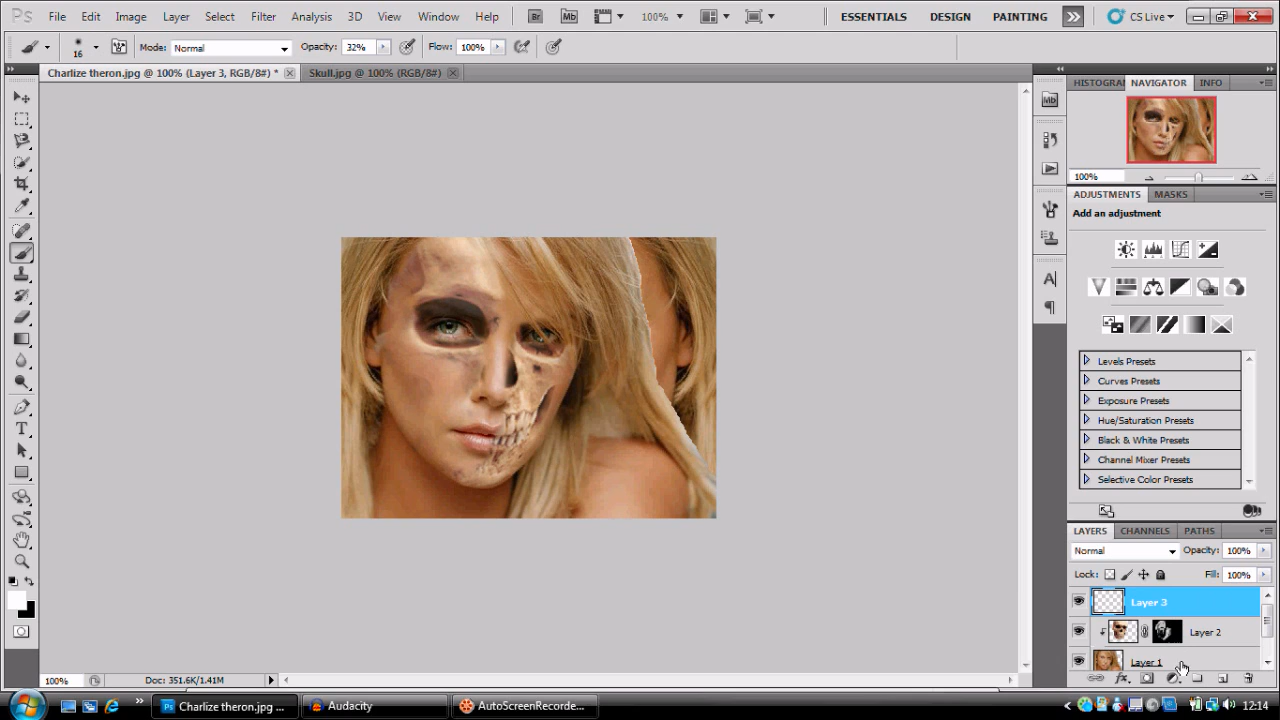 Ps File Edit Image Layer Select Filter Analysis 3D View Window Help Br Mb 100% ESSENTIALS DESIGN PAINTING CS Live
16 Mode: Normal Opacity: 32% Flow: 100%
Charlize theron.jpg @ 100% (Layer 3, RGB/8#) * Skull.jpg @ 100% (RGB/8#)
HISTOGRAM NAVIGATOR INFO
Mb
100%
ADJUSTMENTS MASKS
Add an adjustment
A
T
Levels Presets
Curves Presets
Exposure Presets
Hue/Saturation Presets
Black & White Presets
Channel Mixer Presets
Selective Color Presets
LAYERS CHANNELS PATHS
Normal Opacity: 100%
Lock: Fill: 100%
Layer 3
Layer 2
Layer 1
100% Doc: 351.6K/1.41M
Charlize theron.jpg ... Audacity AutoScreenRecorde... 12:14